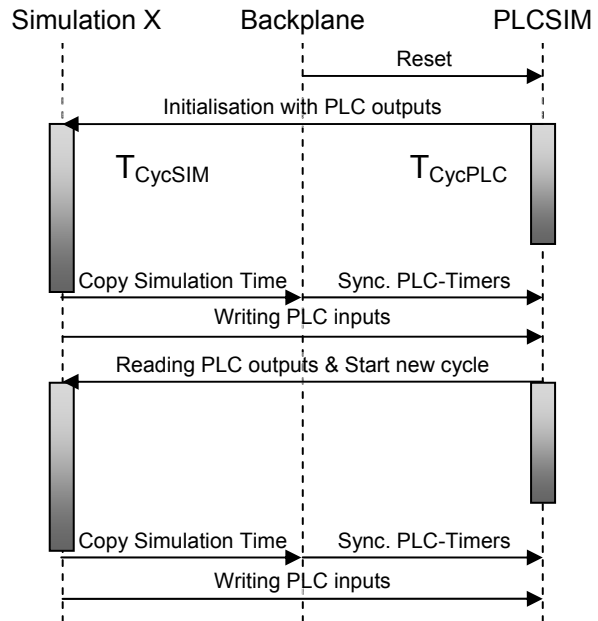 Simulation X Backplane PLCSIM
Reset
Initialisation with PLC outputs
TCycSIM TCycPLC
Copy Simulation Time Sync. PLC-Timers
Writing PLC inputs
Reading PLC outputs & Start new cycle
Copy Simulation Time Sync. PLC-Timers
Writing PLC inputs